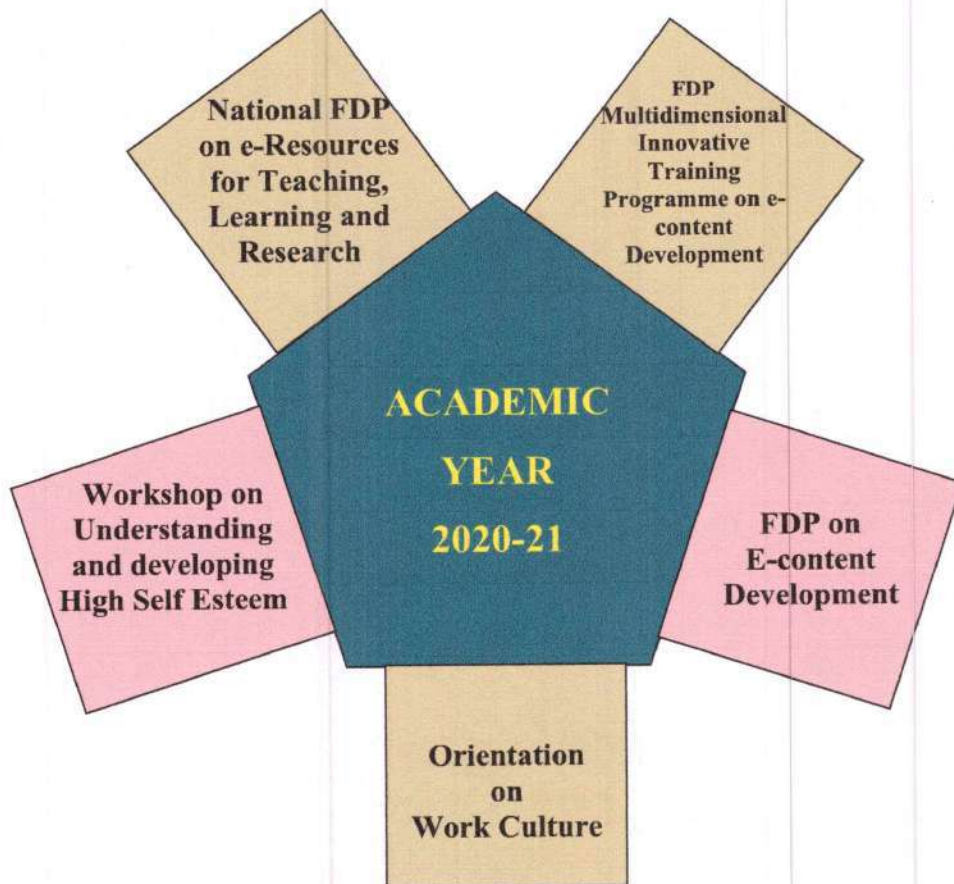 National FDP
on e-Resources
for Teaching,
Learning and
Research
FDP
Multidimensional
Innovative
Training
Programme on e-
content
Development
ACADEMIC
YEAR
2020-21
Workshop on
Understanding
and developing
High Self Esteem
FDP on
E-content
Development
Orientation
on
Work Culture